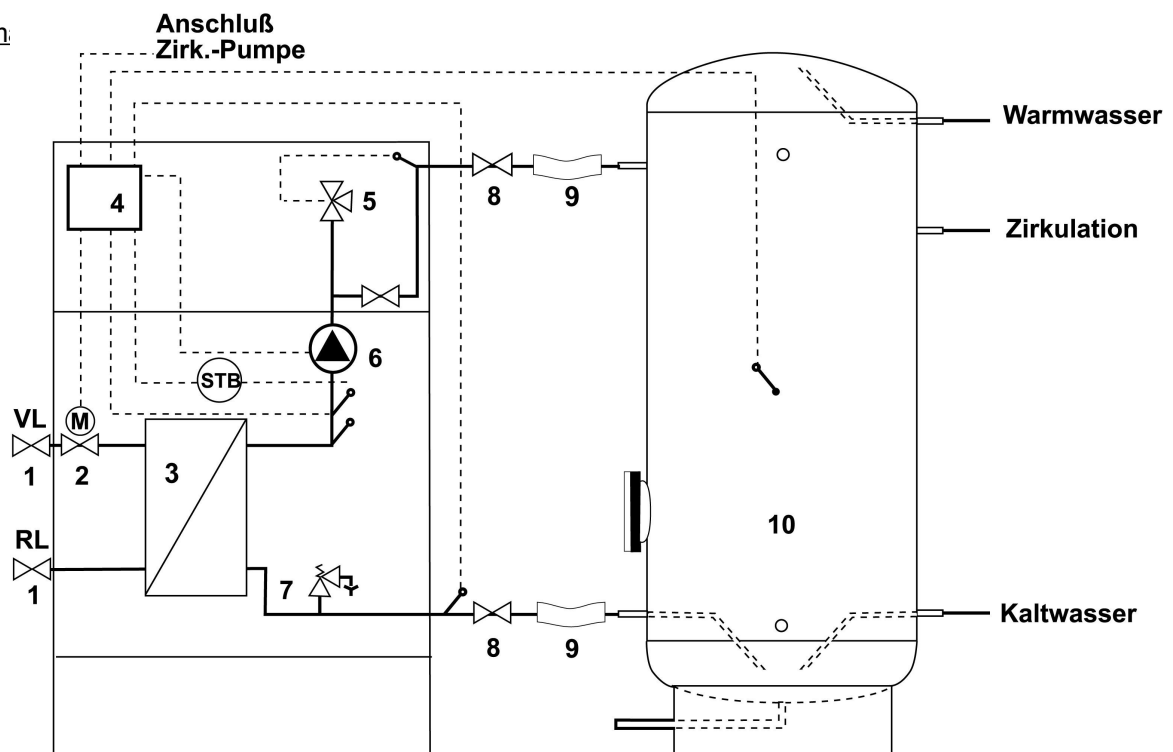 Anschluß
Zirk.-Pumpe
Warmwasser
8
9
Zirkulation
4
5
6
STB
VL
M
1
2
3
10
RL
1
7
8
9
Kaltwasser